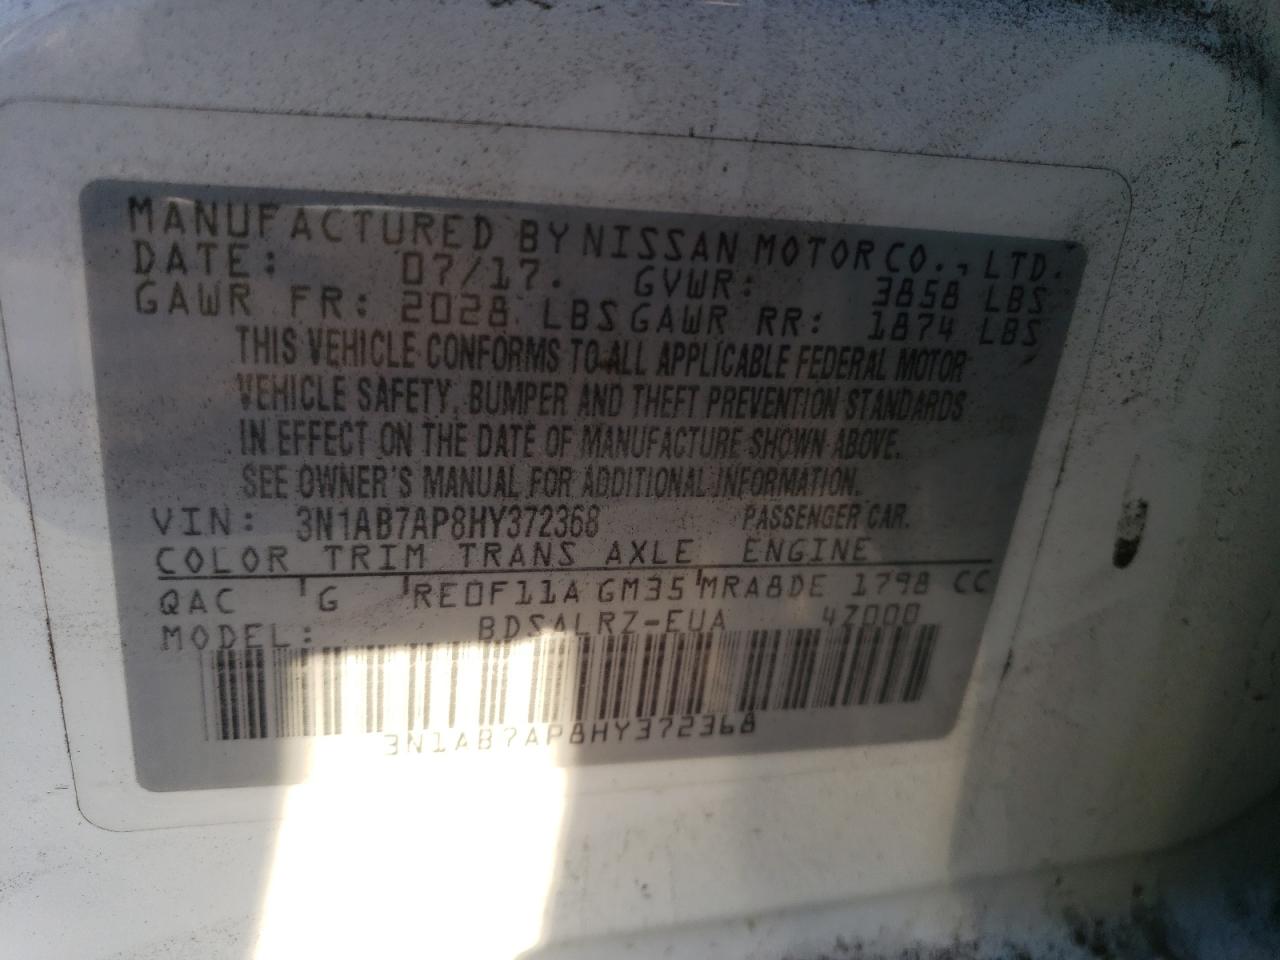 MANUFACTURED BY NISSAN MOTOR CO., LTD.
DATE: 07/17. GVWR: 3858 LBS
GAWR FR: 2028 LBS GAWR RR: 1874 LBS
THIS VEHICLE CONFORMS TO ALL APPLICABLE FEDERAL MOTOR
VEHICLE SAFETY, BUMPER AND THEFT PREVENTION STANDARDS
IN EFFECT ON THE DATE OF MANUFACTURE SHOWN ABOVE.
SEE OWNER'S MANUAL FOR ADDITIONAL INFORMATION.
VIN: 3N1AB7AP8HY372368 PASSENGER CAR.
COLOR TRIM TRANS AXLE ENGINE
QAC ' G 'RE0F11A GM35 'MRA8DE 1798 CC
MODEL: BDSALRZ-EUA 4Z000
3N1AB7AP8HY372368